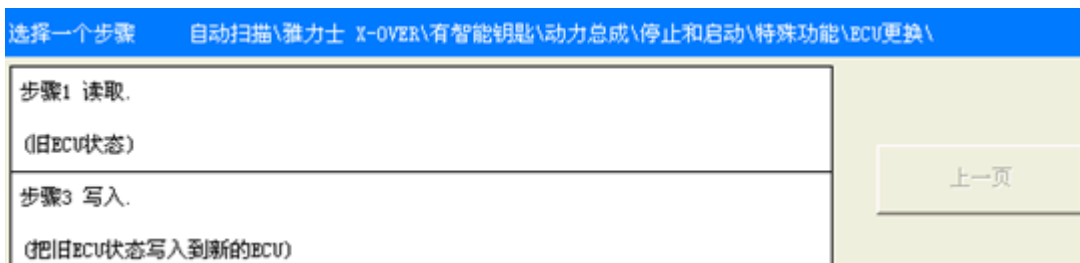 选择一个步骤 自动扫描\雅力士 X-OVER\有智能钥匙\动力总成\停止和启动\特殊功能\ECU更换\
步骤1 读取.
(旧ECU状态)
上一页
步骤3 写入.
(把旧ECU状态写入到新的ECU)